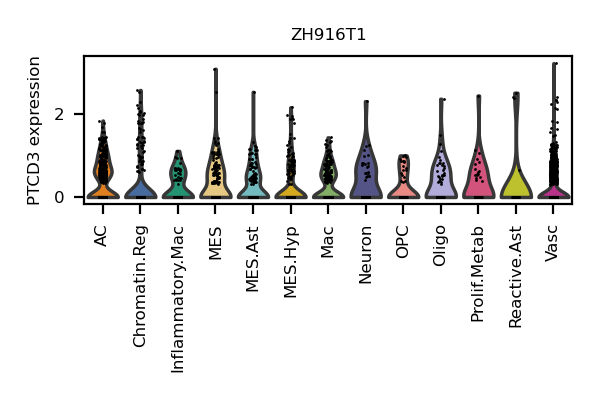 ZH916T1
PTCD3 expression
2
0
AC
Chromatin.Reg
Inflammatory.Mac
MES
MES.Ast
MES.Hyp
Mac
Neuron
OPC
Oligo
Prolif.Metab
Reactive.Ast
Vasc